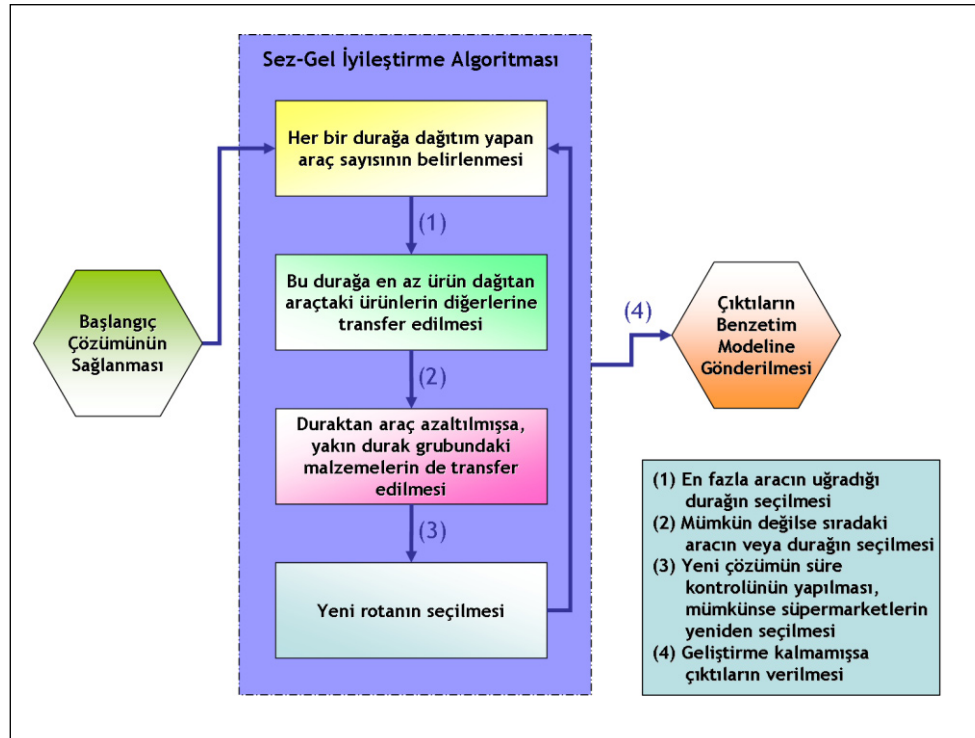 Sez-Gel İyileştirme Algoritması
Her bir durağa dağıtım yapan
araç sayısının belirlenmesi
(1)
Bu durağa en az ürün dağıtan
araçtaki ürünlerin diğerlerine
transfer edilmesi
(2)
Duraktan araç azaltılmışsa,
yakın durak grubundaki
malzemelerin de transfer
edilmesi
(3)
Yeni rotanın seçilmesi
Başlangıç
Çözümünün
Sağlanması
(4)
Çıktıların
Benzetim
Modeline
Gönderilmesi
(1) En fazla aracın uğradığı
durağın seçilmesi
(2) Mümkün değilse sıradaki
aracın veya durağın seçilmesi
(3) Yeni çözümün süre
kontrolünün yapılması,
mümkünse süpermarketlerin
yeniden seçilmesi
(4) Geliştirme kalmamışsa
çıktıların verilmesi